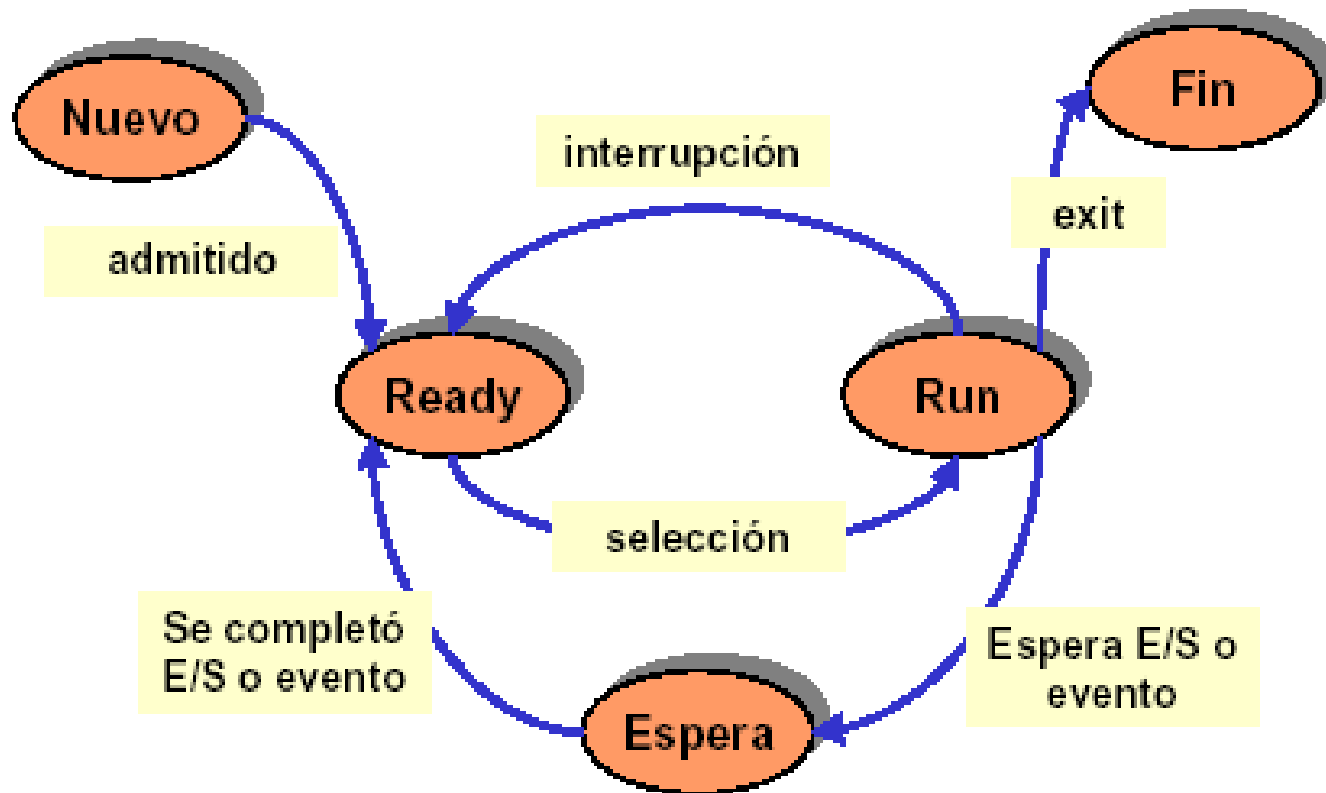 Nuevo
Fin
interrupción
exit
admitido
Ready
Run
selección
Se completó
E/S o evento
Espera E/S o
evento
Espera